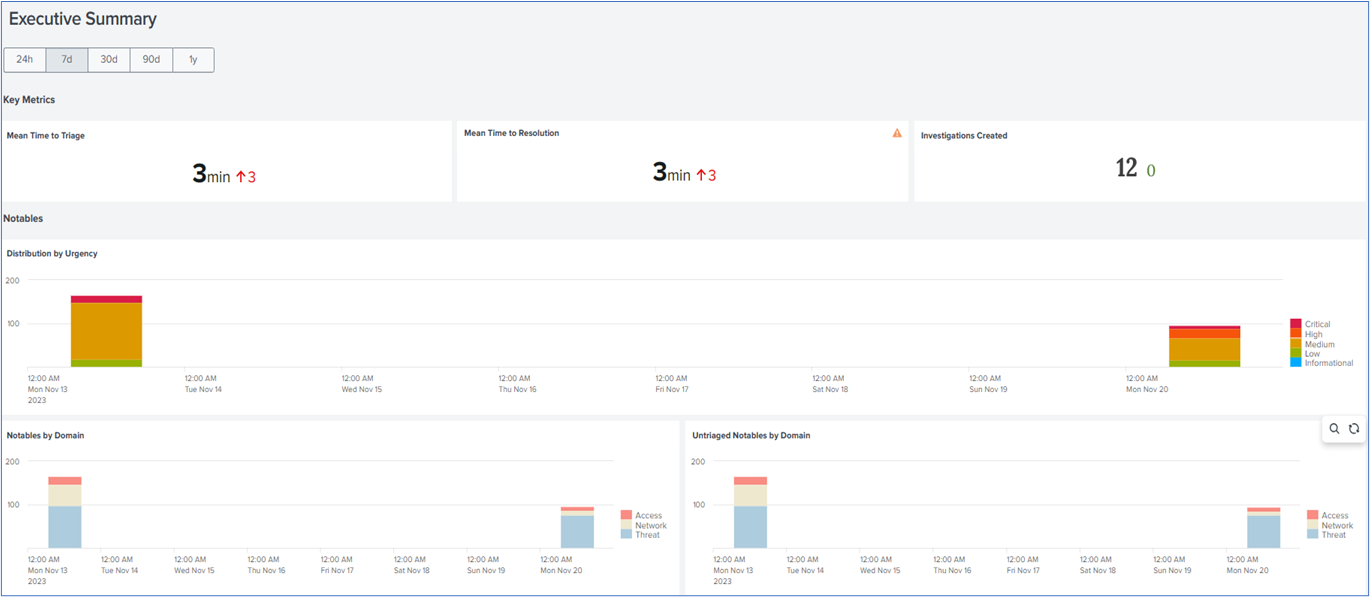 Executive Summary
24h 7d 30d 90d 1y
Key Metrics
Mean Time to Triage
3min ↑3
Mean Time to Resolution
3min ↑3
Investigations Created
12 0
Notables
Distribution by Urgency
200
100
12:00 AM 12:00 AM 12:00 AM 12:00 AM 12:00 AM 12:00 AM 12:00 AM 12:00 AM
Mon Nov 13 Tue Nov 14 Wed Nov 15 Thu Nov 16 Fri Nov 17 Sat Nov 18 Sun Nov 19 Mon Nov 20
2023
Critical
High
Medium
Low
Informational
Notables by Domain
200
100
12:00 AM 12:00 AM 12:00 AM 12:00 AM 12:00 AM 12:00 AM 12:00 AM 12:00 AM
Mon Nov 13 Tue Nov 14 Wed Nov 15 Thu Nov 16 Fri Nov 17 Sat Nov 18 Sun Nov 19 Mon Nov 20
2023
Access
Network
Threat
Untriaged Notables by Domain
200
100
12:00 AM 12:00 AM 12:00 AM 12:00 AM 12:00 AM 12:00 AM 12:00 AM 12:00 AM
Mon Nov 13 Tue Nov 14 Wed Nov 15 Thu Nov 16 Fri Nov 17 Sat Nov 18 Sun Nov 19 Mon Nov 20
2023
Access
Network
Threat